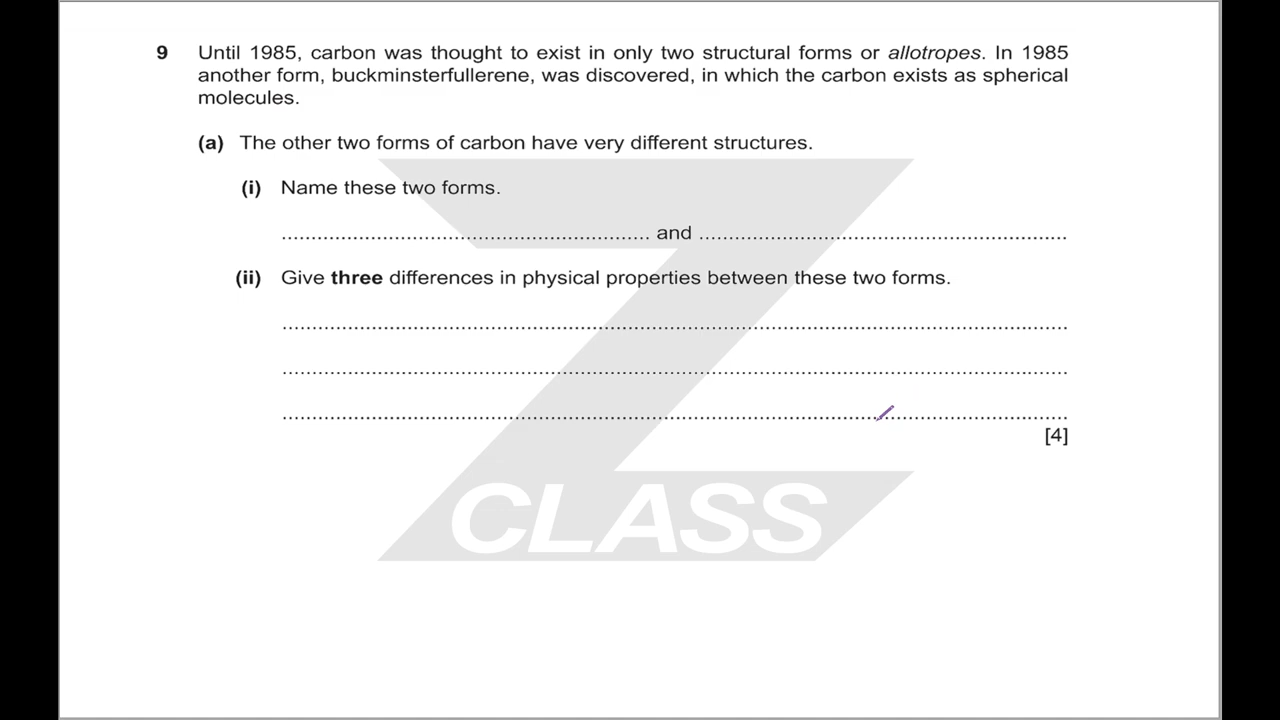 9 Until 1985, carbon was thought to exist in only two structural forms or allotropes. In 1985
another form, buckminsterfullerene, was discovered, in which the carbon exists as spherical
molecules.
(a) The other two forms of carbon have very different structures.
(i) Name these two forms.
.............................................................. and ..............................................................
(ii) Give three differences in physical properties between these two forms.
....................................................................................................................................
....................................................................................................................................
....................................................................................................................................
[4]
Z
CLASS